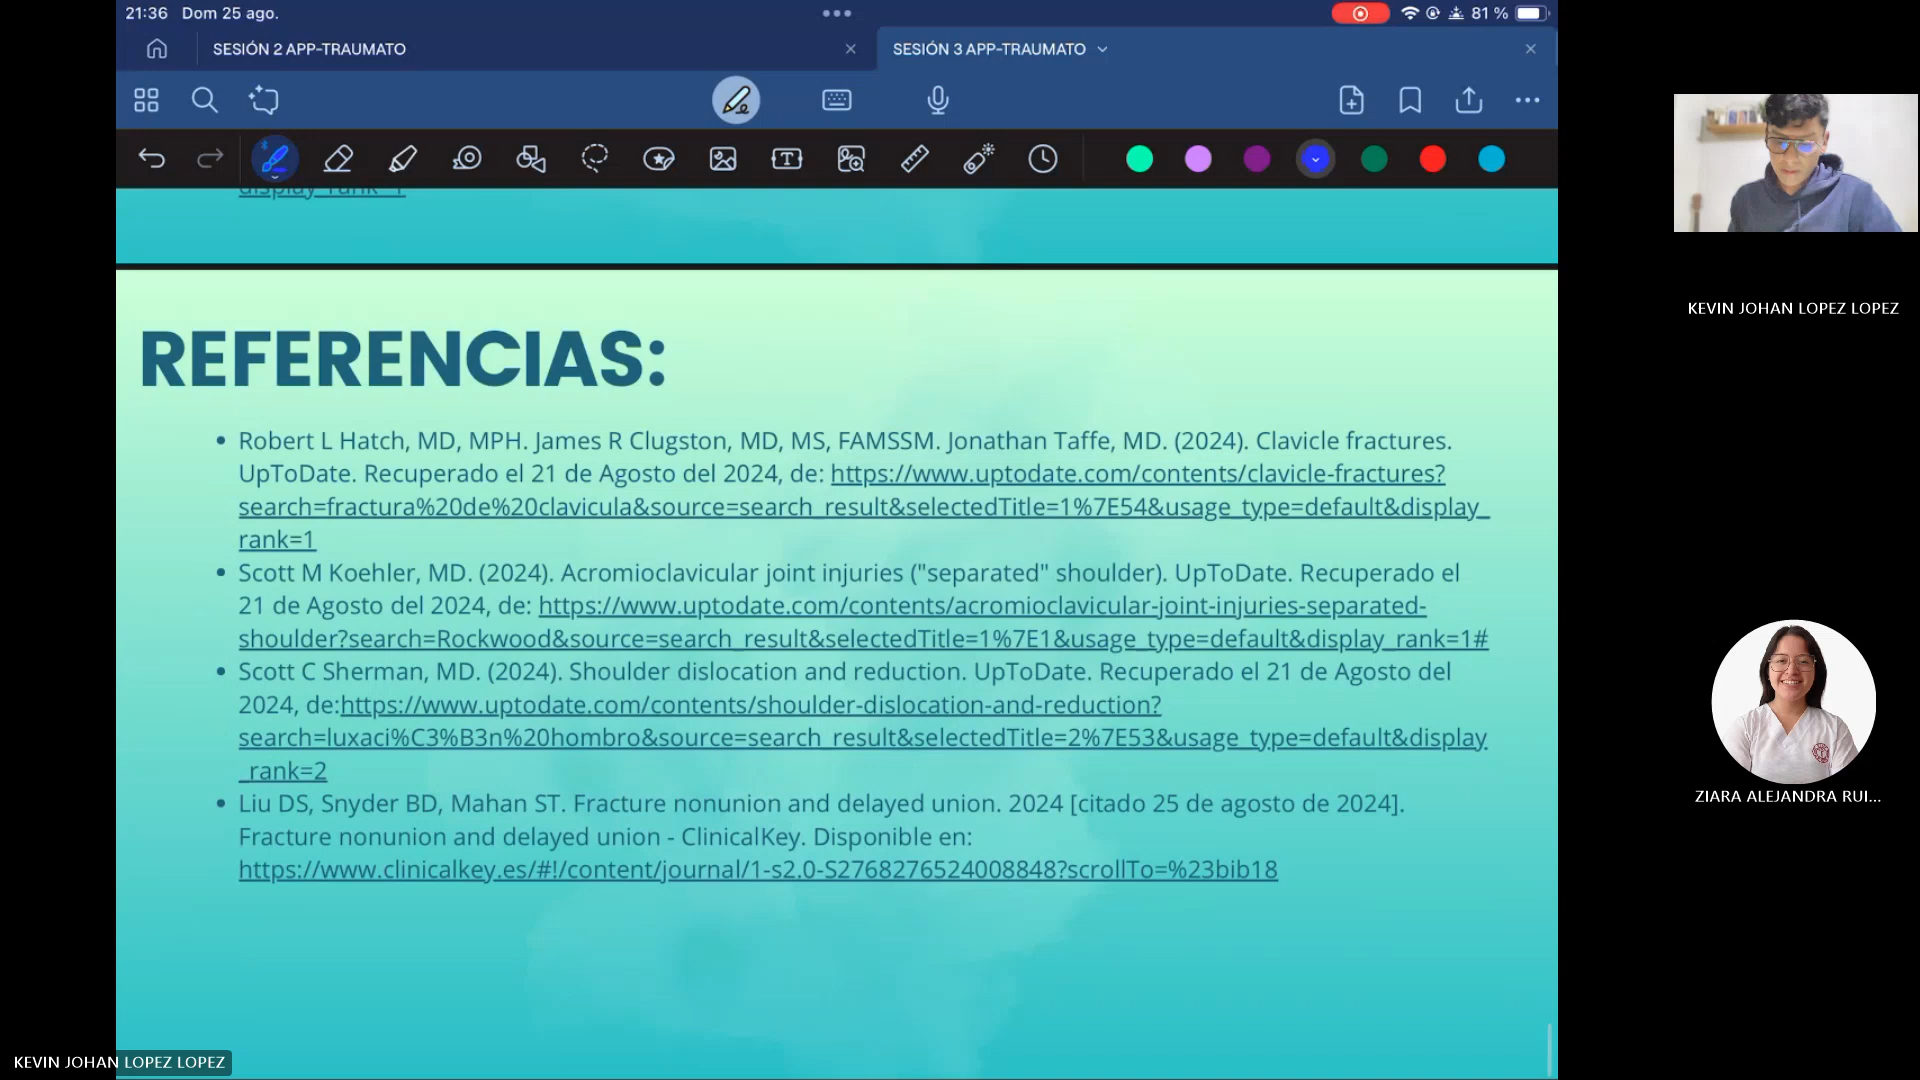 21:36 Dom 25 ago.
81 %
SESIÓN 2 APP-TRAUMATO
SESIÓN 3 APP-TRAUMATO
display_rank=1
REFERENCIAS:
• Robert L Hatch, MD, MPH. James R Clugston, MD, MS, FAMSSM. Jonathan Taffe, MD. (2024). Clavicle fractures.
UpToDate. Recuperado el 21 de Agosto del 2024, de: https://www.uptodate.com/contents/clavicle-fractures?
search=fractura%20de%20clavicula&source=search_result&selectedTitle=1%7E54&usage_type=default&display_
rank=1
• Scott M Koehler, MD. (2024). Acromioclavicular joint injuries ("separated" shoulder). UpToDate. Recuperado el
21 de Agosto del 2024, de: https://www.uptodate.com/contents/acromioclavicular-joint-injuries-separated-
shoulder?search=Rockwood&source=search_result&selectedTitle=1%7E1&usage_type=default&display_rank=1#
• Scott C Sherman, MD. (2024). Shoulder dislocation and reduction. UpToDate. Recuperado el 21 de Agosto del
2024, de:https://www.uptodate.com/contents/shoulder-dislocation-and-reduction?
search=luxaci%C3%B3n%20hombro&source=search_result&selectedTitle=2%7E53&usage_type=default&display
_rank=2
• Liu DS, Snyder BD, Mahan ST. Fracture nonunion and delayed union. 2024 [citado 25 de agosto de 2024].
Fracture nonunion and delayed union - ClinicalKey. Disponible en:
https://www.clinicalkey.es/#!/content/journal/1-s2.0-S2768276524008848?scrollTo=%23bib18
KEVIN JOHAN LOPEZ LOPEZ
ZIARA ALEJANDRA RUI...
KEVIN JOHAN LOPEZ LOPEZ